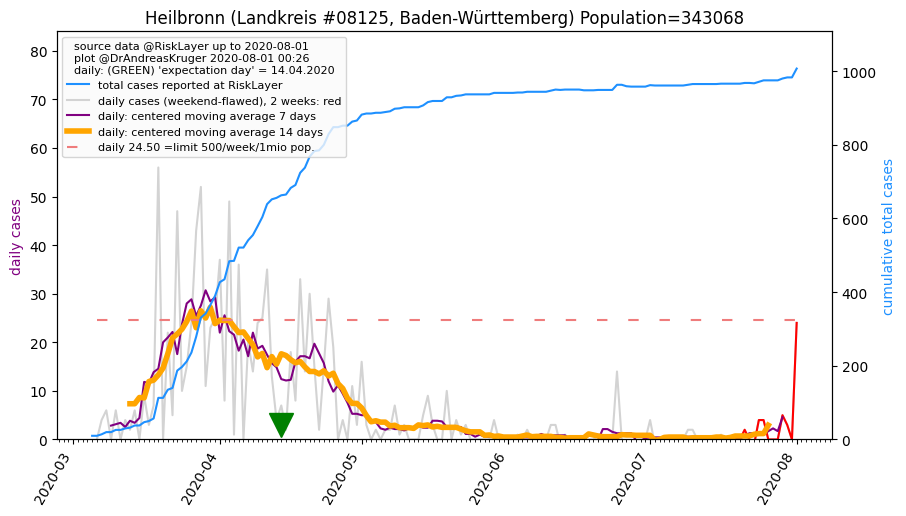 Heilbronn (Landkreis #08125, Baden-Württemberg) Population=343068
source data @RiskLayer up to 2020-08-01
plot @DrAndreasKruger 2020-08-01 00:26
daily: (GREEN) 'expectation day' = 14.04.2020
total cases reported at RiskLayer
daily cases (weekend-flawed), 2 weeks: red
daily: centered moving average 7 days
daily: centered moving average 14 days
daily 24.50 =limit 500/week/1mio pop.
daily cases
80
70
60
50
40
30
20
10
0
cumulative total cases
1000
800
600
400
200
0
2020-03
2020-04
2020-05
2020-06
2020-07
2020-08